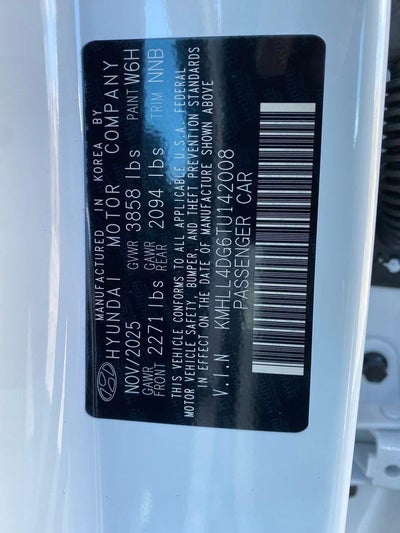 MANUFACTURED IN KOREA BY
HYUNDAI MOTOR COMPANY
NOV/2025 GVWR 3858 lbs PAINT W6H
GAWR FRONT 2271 lbs GAWR REAR 2094 lbs TRIM NNB
THIS VEHICLE CONFORMS TO ALL APPLICABLE U.S.A. FEDERAL
MOTOR VEHICLE SAFETY, BUMPER, AND THEFT PREVENTION STANDARDS
IN EFFECT ON THE DATE OF MANUFACTURE SHOWN ABOVE
V.I.N KMHLL4DG6TU142008
PASSENGER CAR